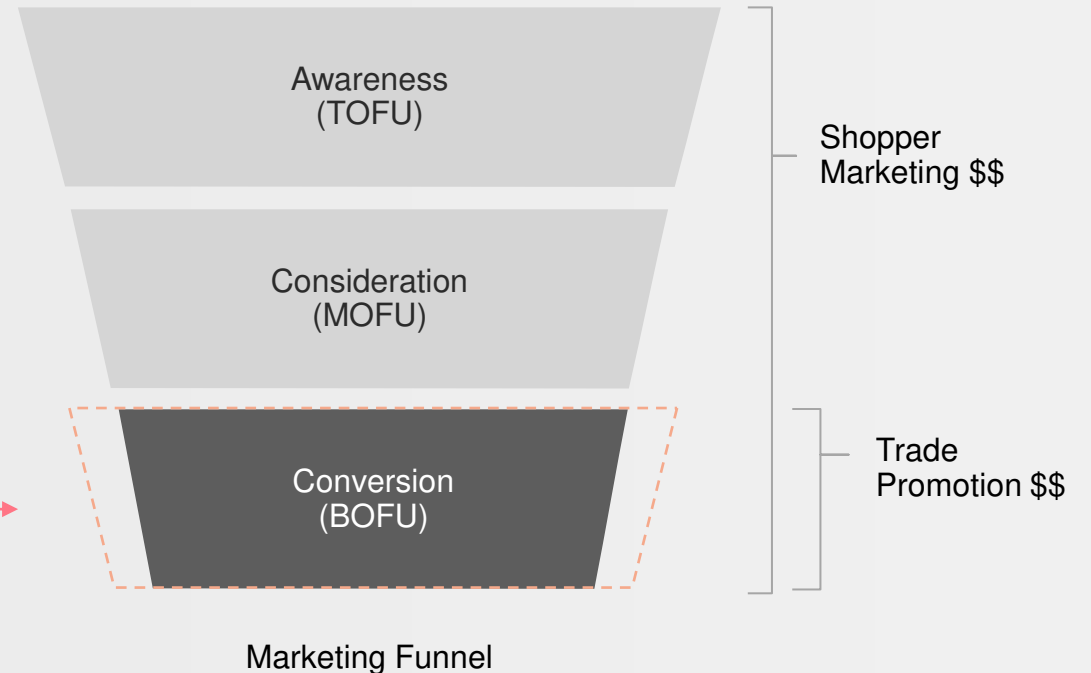 Awareness
(TOFU)
Shopper
Marketing $$
Consideration
(MOFU)
Conversion
(BOFU)
Trade
Promotion $$
Marketing Funnel